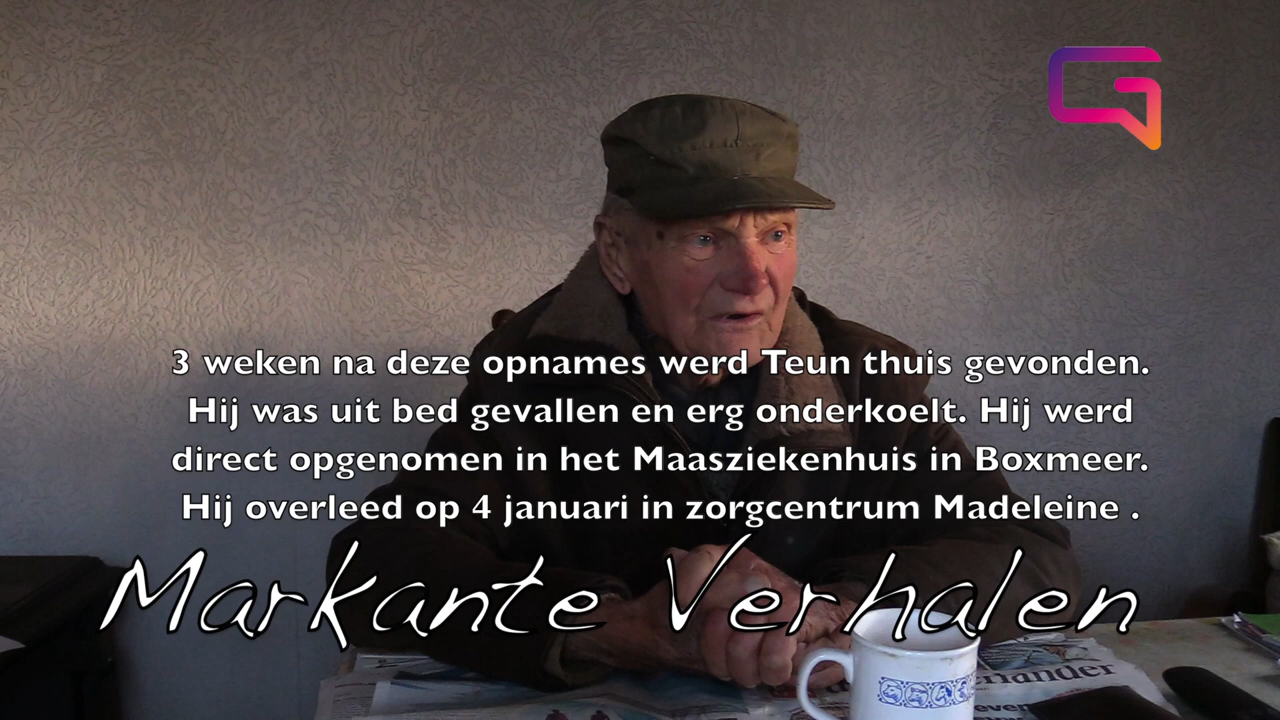 3 weken na deze opnames werd Teun thuis gevonden.
Hij was uit bed gevallen en erg onderkoelt. Hij werd
direct opgenomen in het Maasziekenhuis in Boxmeer.
Hij overleed op 4 januari in zorgcentrum Madeleine .
Markante Verhalen